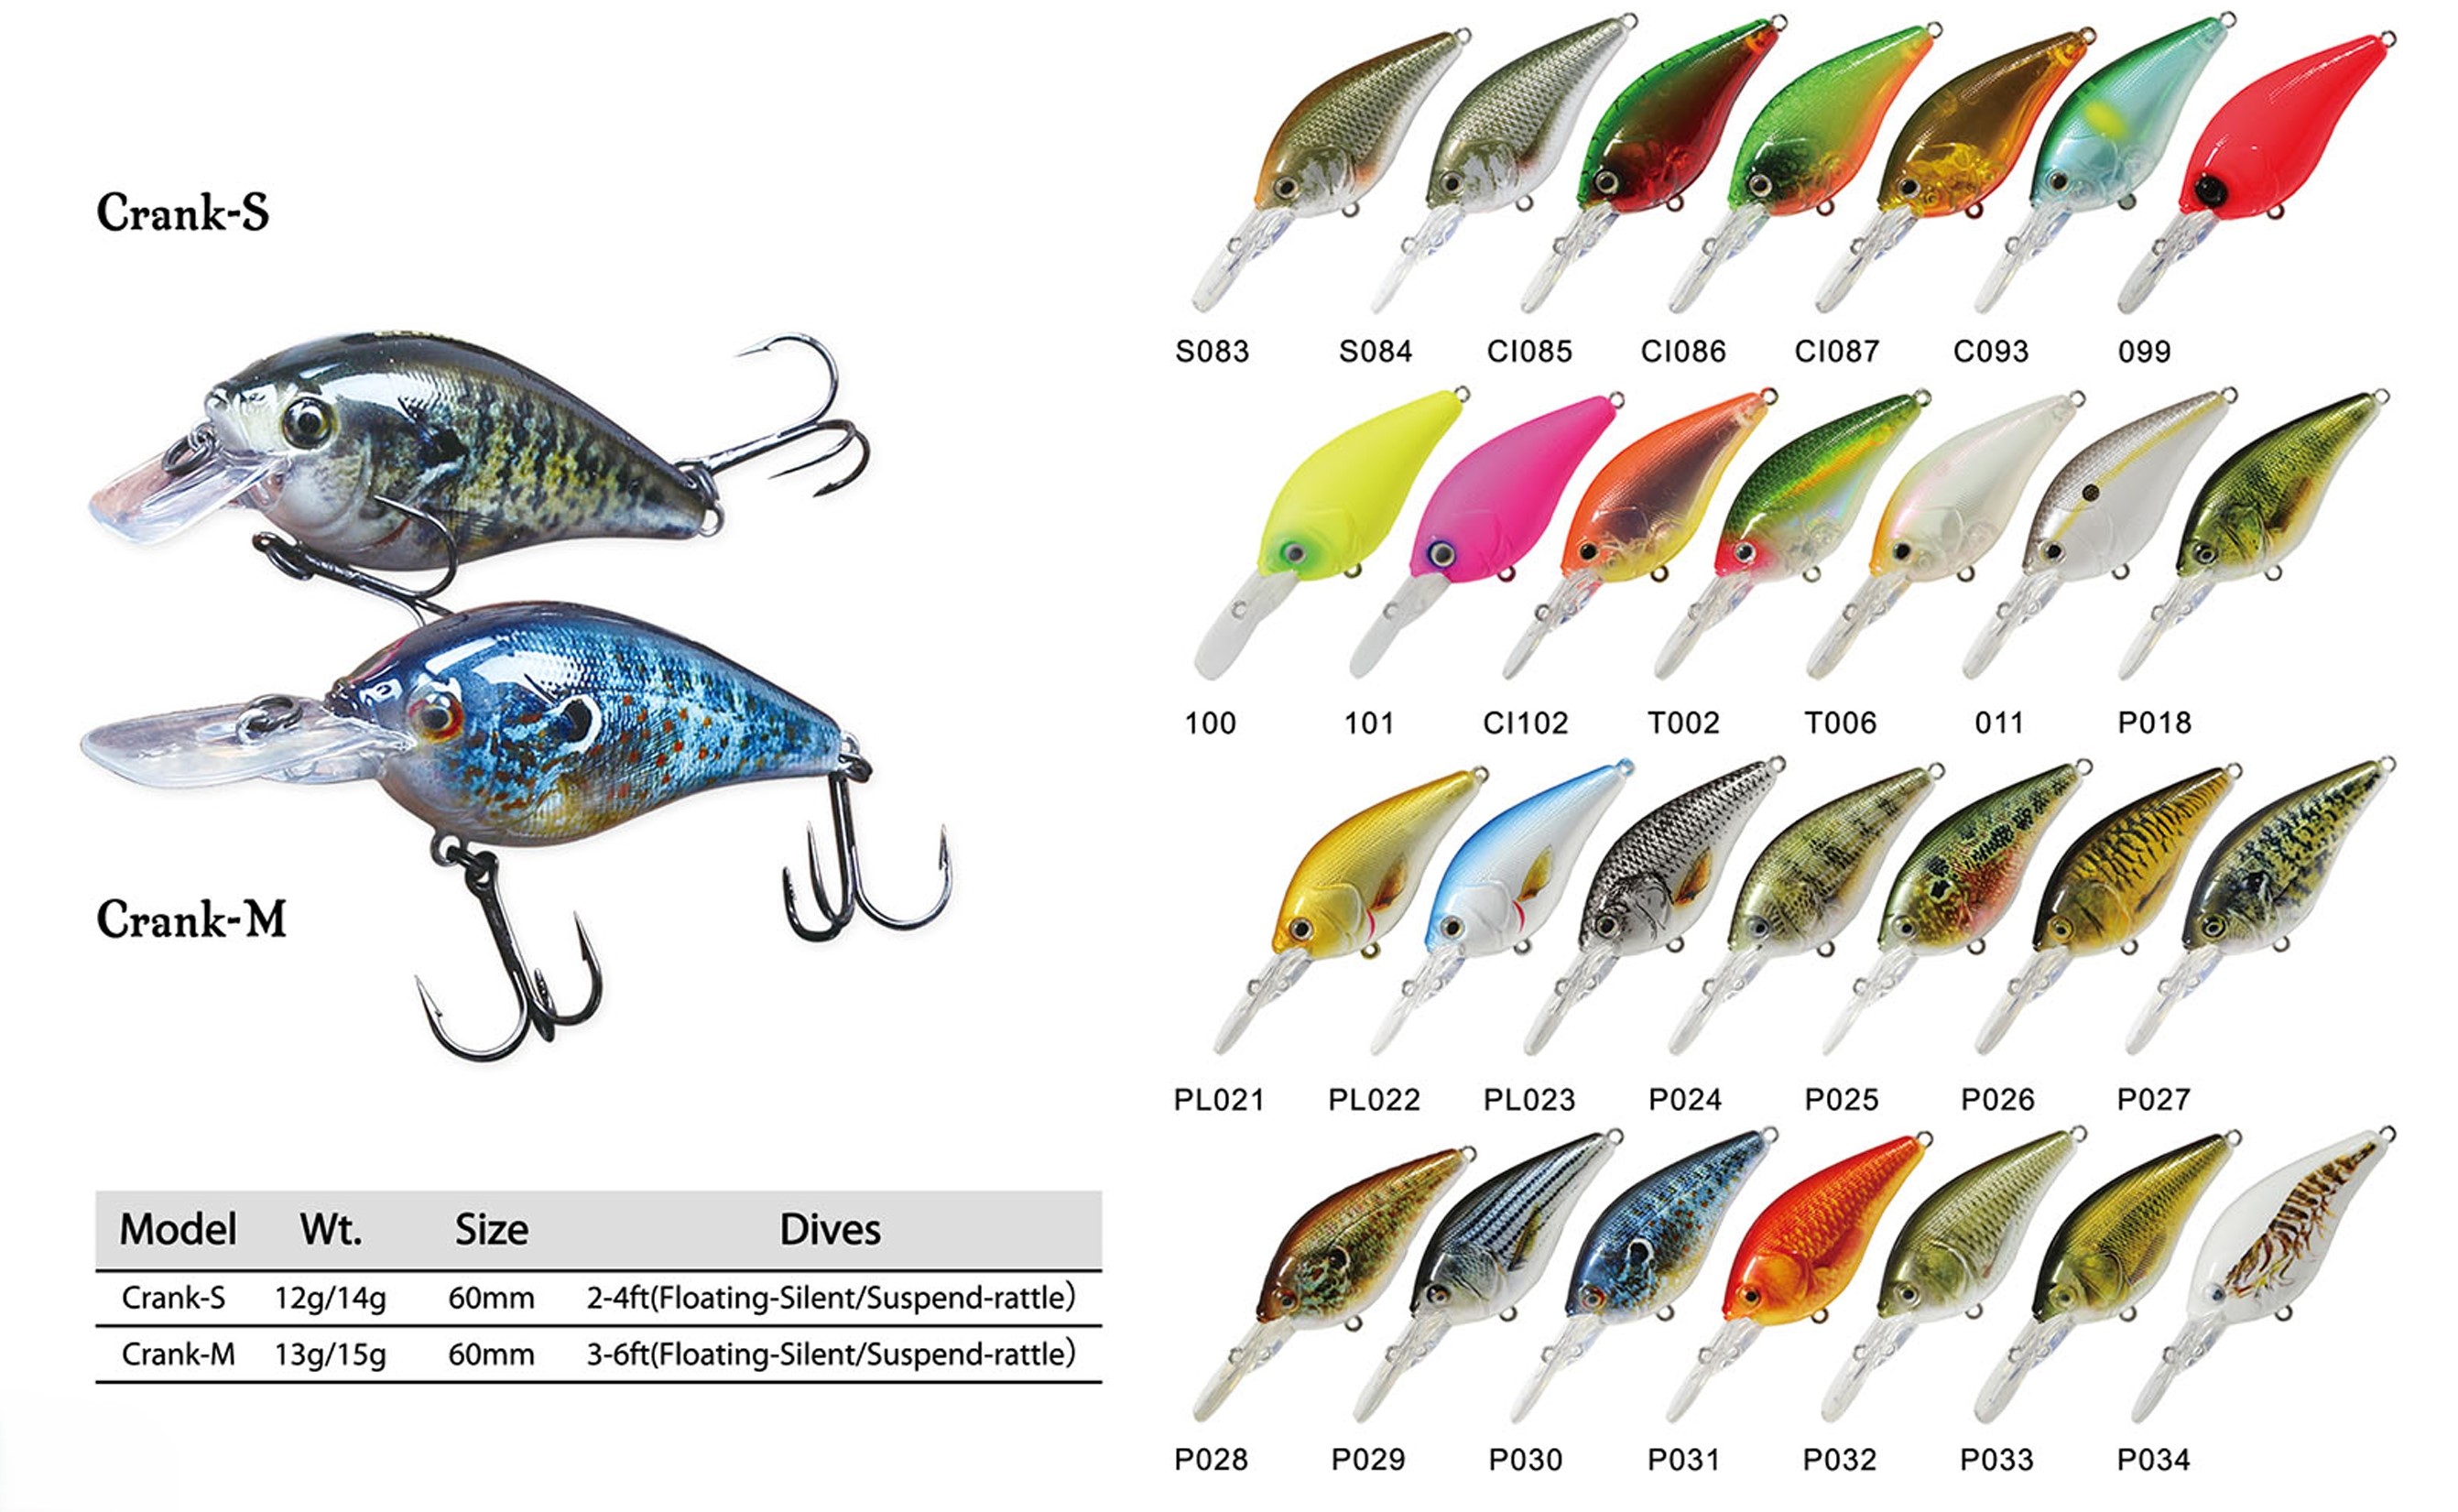 Crank-S
Crank-M
Model Wt. Size Dives
Crank-S 12g/14g 60mm 2-4ft(Floating-Silent/Suspend-rattle)
Crank-M 13g/15g 60mm 3-6ft(Floating-Silent/Suspend-rattle)
S083 S084 CI085 CI086 CI087 C093 099
100 101 CI102 T002 T006 011 P018
PL021 PL022 PL023 P024 P025 P026 P027
P028 P029 P030 P031 P032 P033 P034